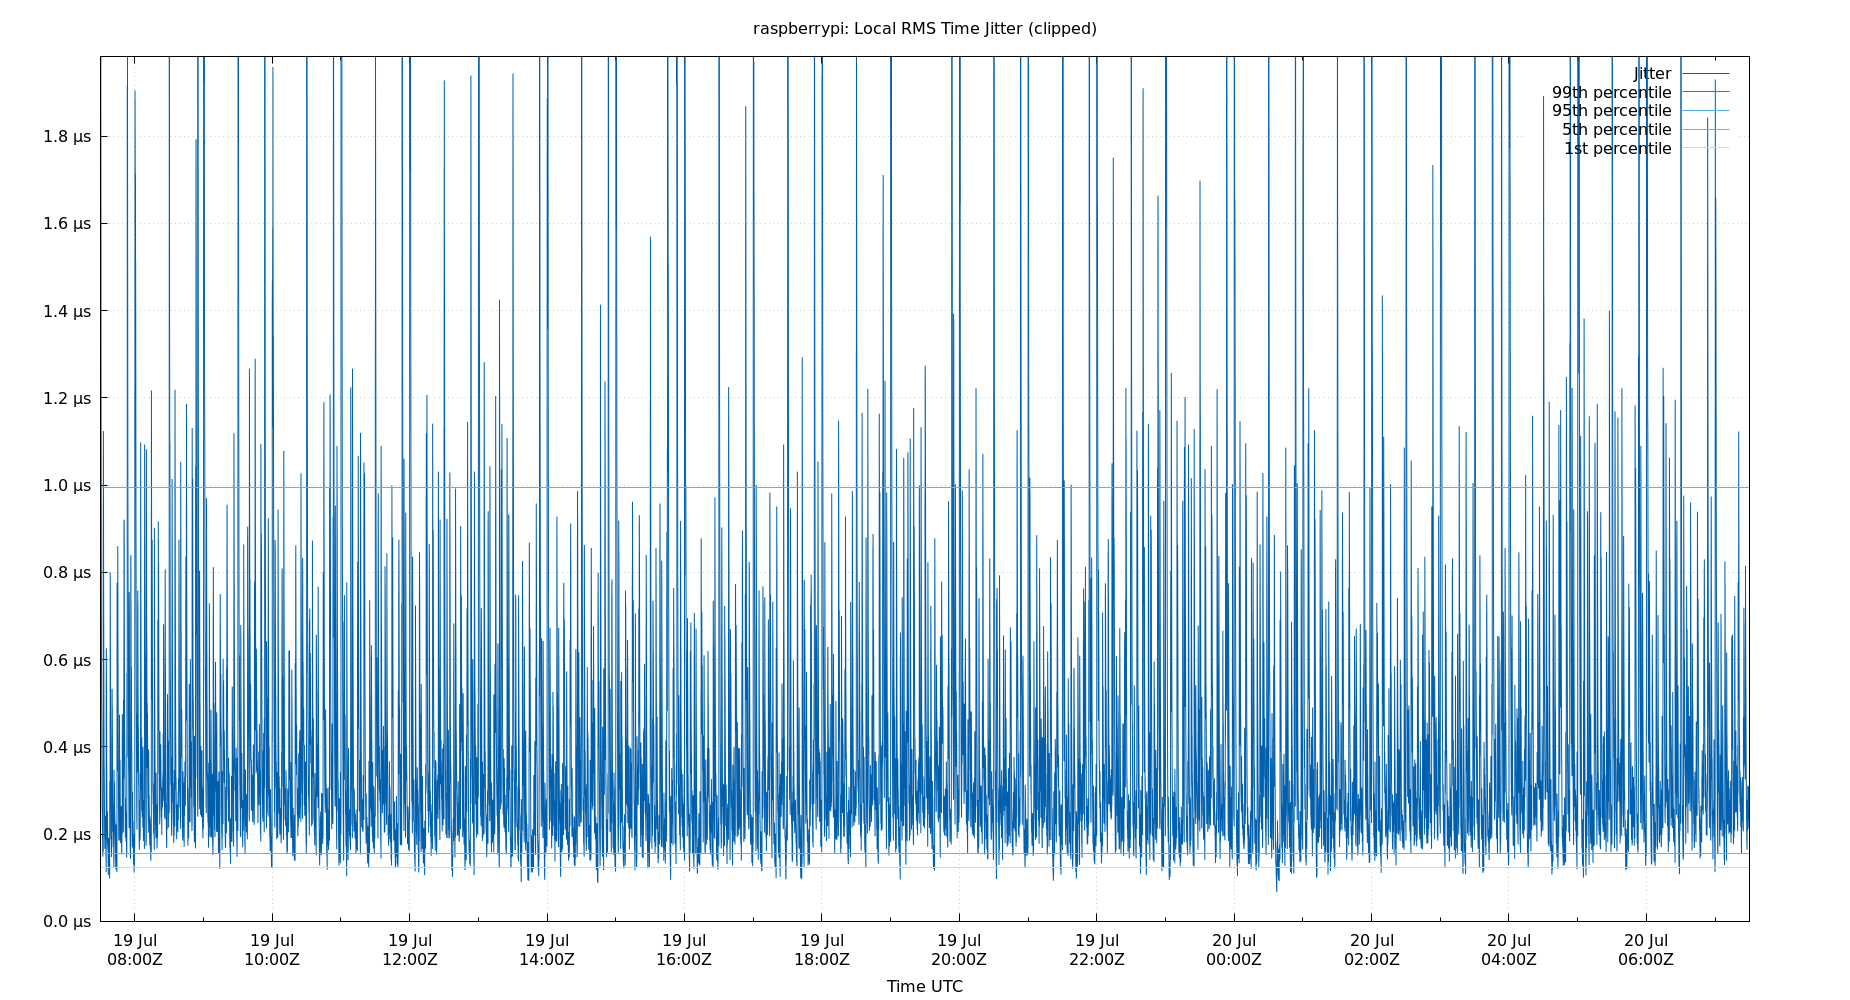 raspberrypi: Local RMS Time Jitter (clipped)
Jitter
99th percentile
95th percentile
5th percentile
1st percentile
1.8 µs
1.6 µs
1.4 µs
1.2 µs
1.0 µs
0.8 µs
0.6 µs
0.4 µs
0.2 µs
0.0 µs
19 Jul 19 Jul 19 Jul 19 Jul 19 Jul 19 Jul 19 Jul 19 Jul 20 Jul 20 Jul 20 Jul 20 Jul
08:00Z 10:00Z 12:00Z 14:00Z 16:00Z 18:00Z 20:00Z 22:00Z 00:00Z 02:00Z 04:00Z 06:00Z
Time UTC